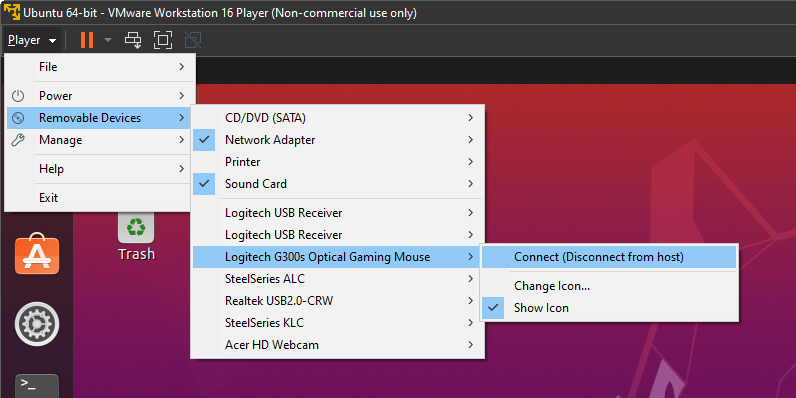 Ubuntu 64-bit - VMware Workstation 16 Player (Non-commercial use only)
Player
File
Power
Removable Devices
Manage
Help
Exit
CD/DVD (SATA)
Network Adapter
Printer
Sound Card
Logitech USB Receiver
Logitech USB Receiver
Logitech G300s Optical Gaming Mouse
SteelSeries ALC
Realtek USB2.0-CRW
SteelSeries KLC
Acer HD Webcam
Connect (Disconnect from host)
Change Icon...
Show Icon
Trash
>_